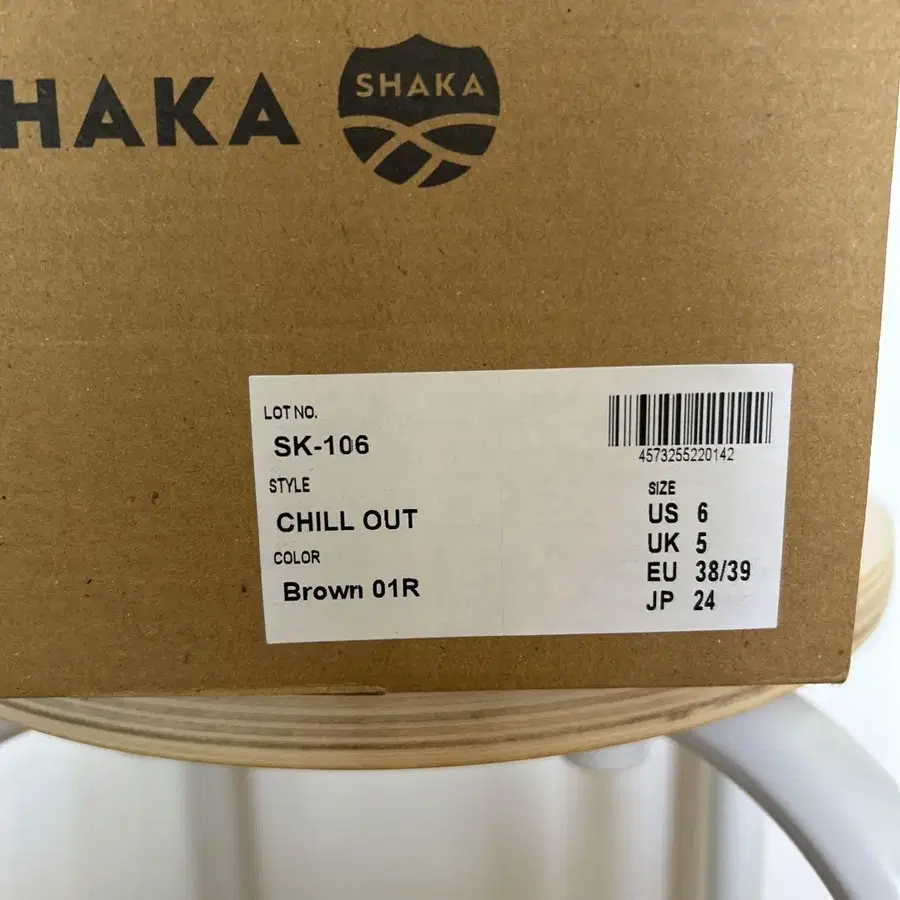 HAKA
SHAKA
LOT NO.
SK-106
4573255220142
STYLE
CHILL OUT
COLOR
Brown 01R
SIZE
US 6
UK 5
EU 38/39
JP 24